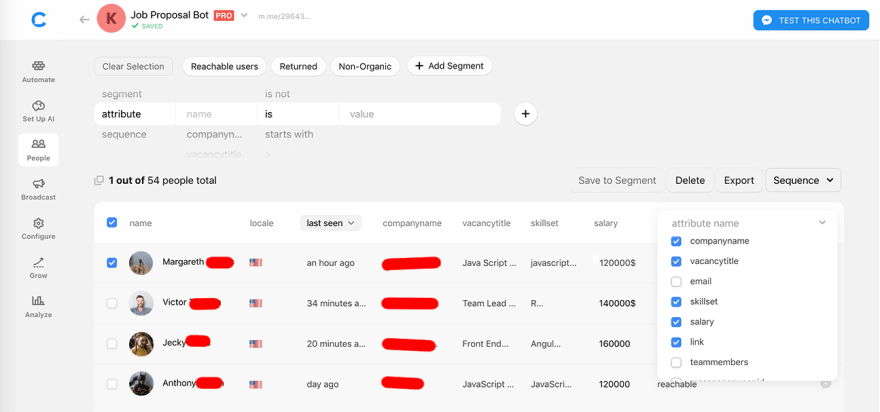 Job Proposal Bot PRO m.me/29643...
SAVED
TEST THIS CHATBOT
K
Clear Selection Reachable users Returned Non-Organic + Add Segment
segment is not
attribute name is value +
sequence companyn... starts with
vacancytitle >
1 out of 54 people total Save to Segment Delete Export Sequence
name locale last seen companyname vacancytitle skillset salary attribute name
Margareth an hour ago Java Script ... javascript... 120000$
Victor 34 minutes a... Team Lead ... R... 140000$
Jecky 20 minutes a... Front End... Angul... 160000
Anthony day ago JavaScript ... JavaScri... 120000 reachable
companyname
vacancytitle
email
skillset
salary
link
teammembers
Automate
Set Up AI
People
Broadcast
Configure
Grow
Analyze